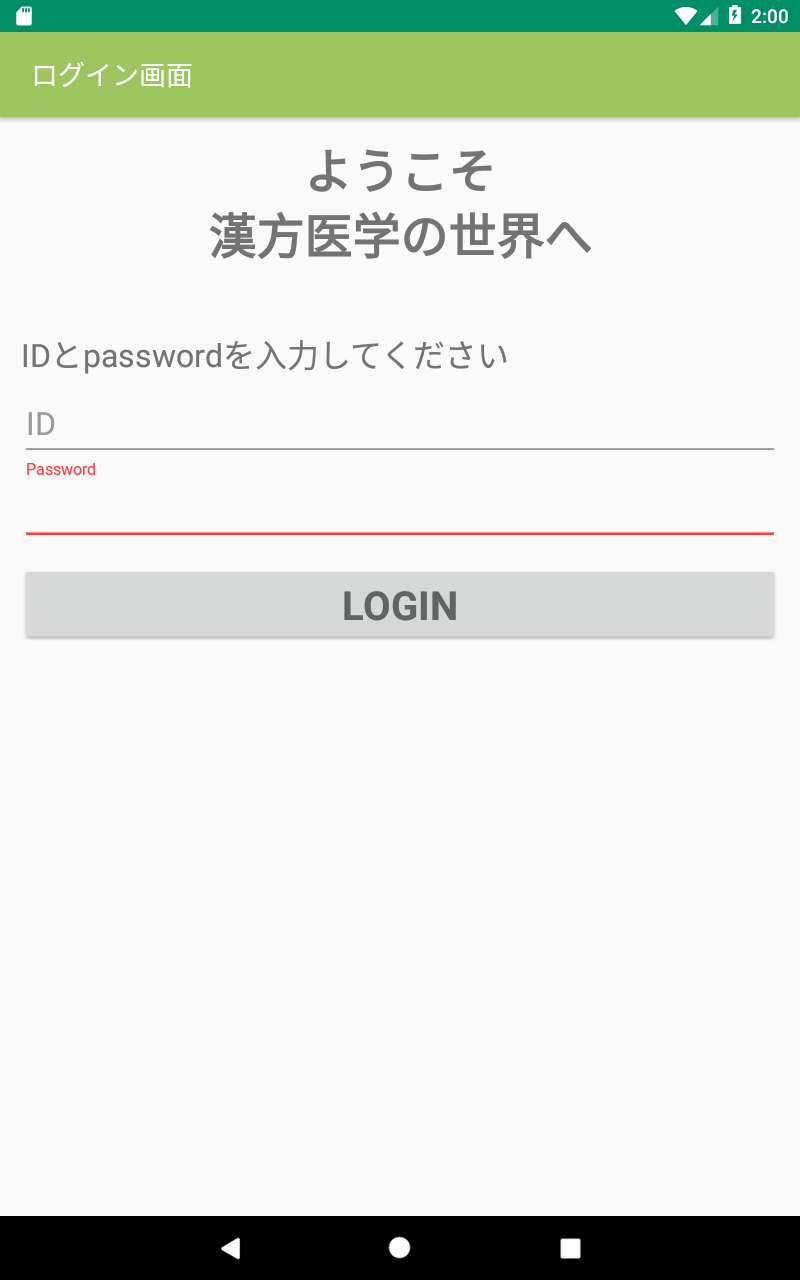 2:00
ログイン画面
ようこそ
漢方医学の世界へ
IDとpasswordを入力してください
ID
Password
LOGIN